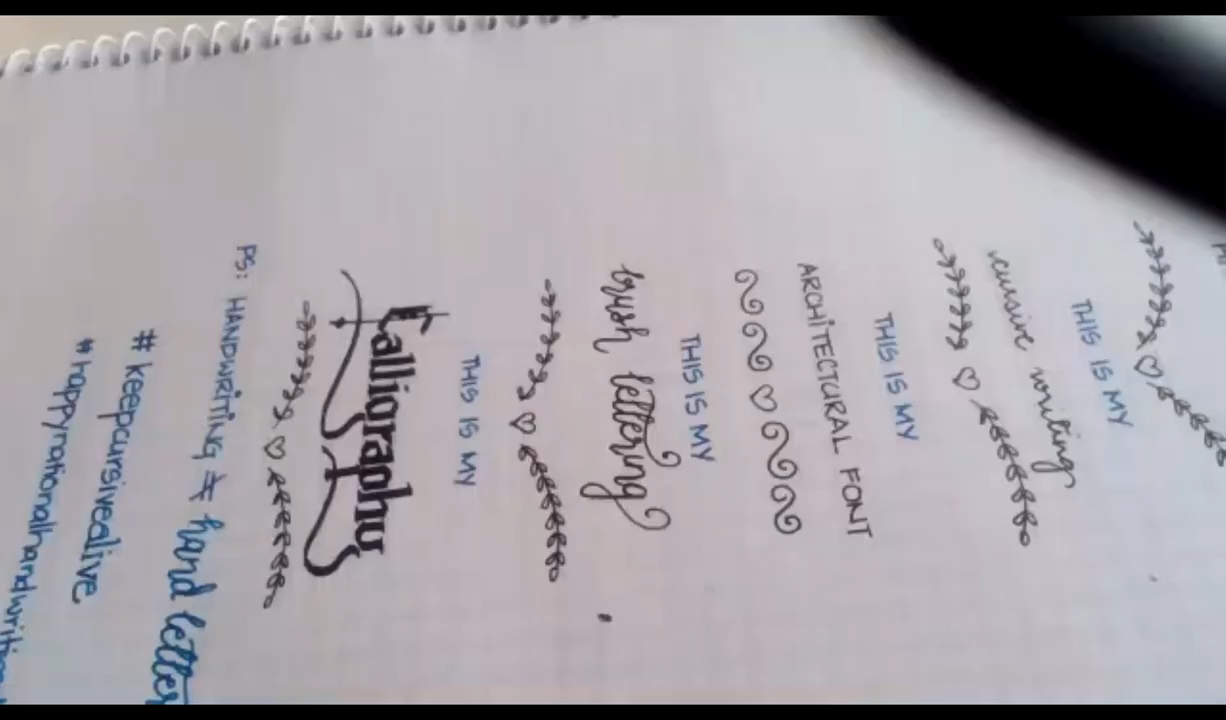 THIS IS MY
cursive writing
THIS IS MY
ARCHITECTURAL FONT
THIS IS MY
brush lettering
THIS IS MY
Calligraphy
PS: HANDWRITING ≠ hand letter
# keepcursivealive
#happynationalhandwriting